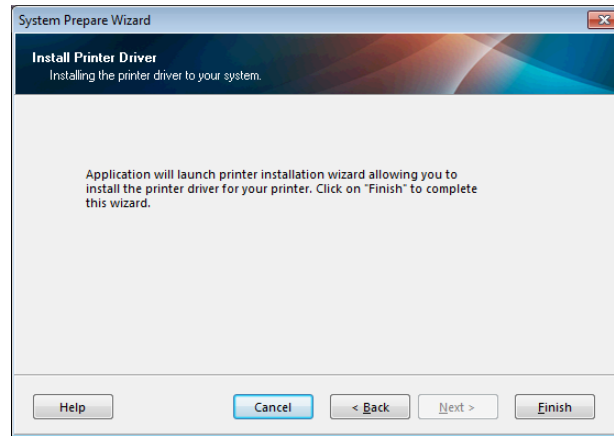 System Prepare Wizard
Install Printer Driver
Installing the printer driver to your system.
Application will launch printer installation wizard allowing you to
install the printer driver for your printer. Click on "Finish" to complete
this wizard.
Help Cancel < Back Next > Finish